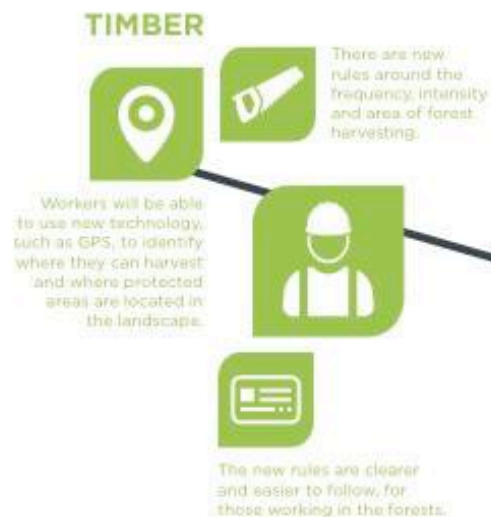 TIMBER
There are new
rules around the
frequency, intensity
and area of forest
harvesting.
Workers will be able
to use new technology,
such as GPS, to identify
where they can harvest
and where protected
areas are located in
the landscape.
The new rules are clearer
and easier to follow, for
those working in the forests.